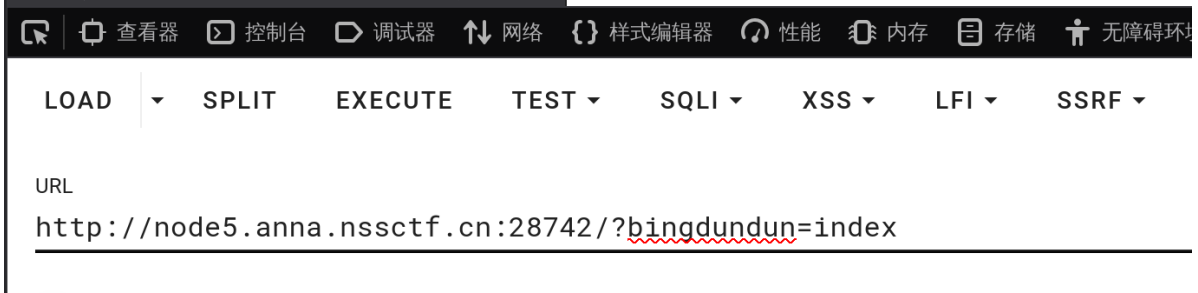 查看器 控制台 调试器 网络 {} 样式编辑器 性能 内存 存储 无障碍环
LOAD SPLIT EXECUTE TEST SQLI XSS LFI SSRF
URL
http://node5.anna.nssctf.cn:28742/?bingdundun=index